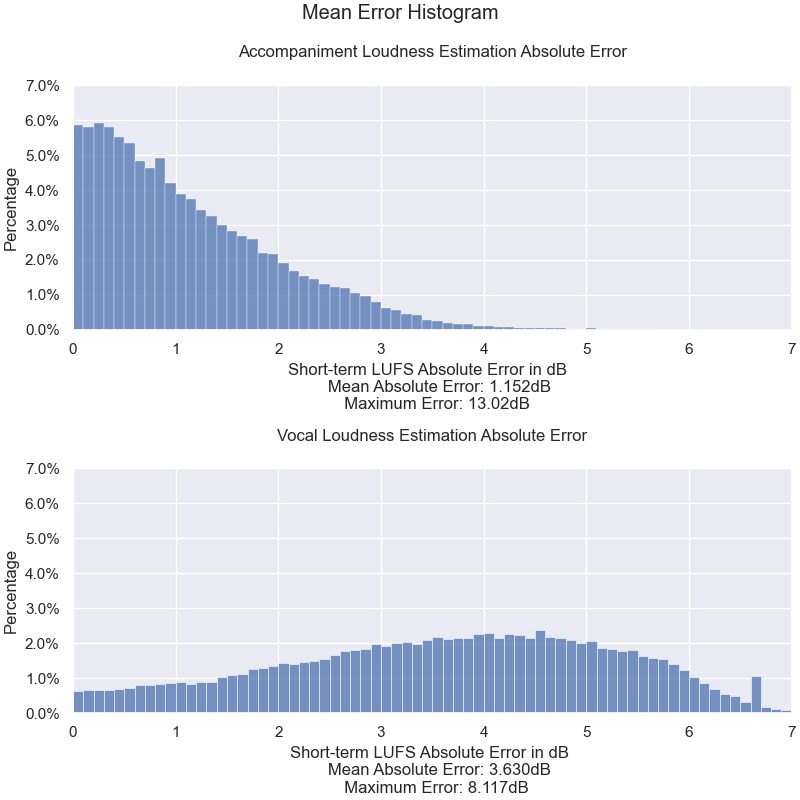 Mean Error Histogram
Accompaniment Loudness Estimation Absolute Error
7.0%
6.0%
5.0%
4.0%
3.0%
2.0%
1.0%
0.0%
Percentage
0 1 2 3 4 5 6 7
Short-term LUFS Absolute Error in dB
Mean Absolute Error: 1.152dB
Maximum Error: 13.02dB
Vocal Loudness Estimation Absolute Error
7.0%
6.0%
5.0%
4.0%
3.0%
2.0%
1.0%
0.0%
Percentage
0 1 2 3 4 5 6 7
Short-term LUFS Absolute Error in dB
Mean Absolute Error: 3.630dB
Maximum Error: 8.117dB